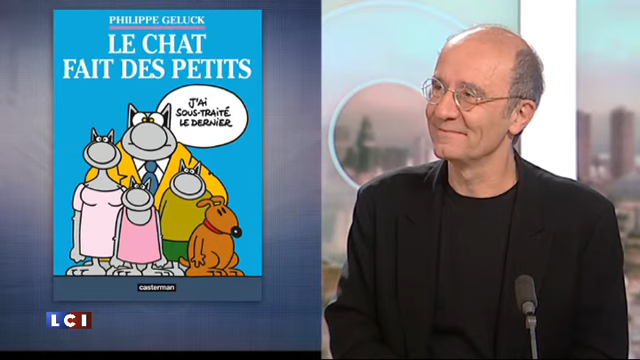 PHILIPPE GELUCK
LE CHAT
FAIT DES PETITS
J'AI
SOUS-TRAITÉ
LE DERNIER
casterman
LCI